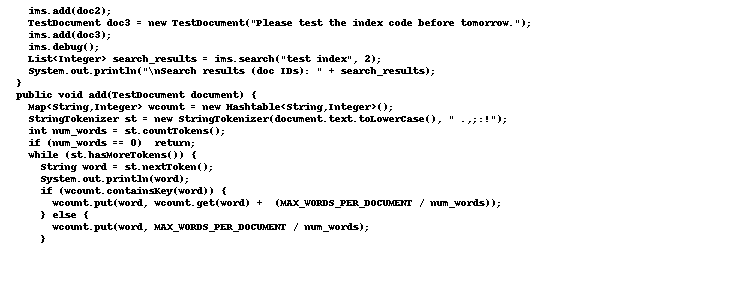 ims.add(doc2);
TestDocument doc3 = new TestDocument("Please test the index code before tomorrow.");
ims.add(doc3);
ims.debug();
List<Integer> search_results = ims.search("test index", 2);
System.out.println("\nSearch results (doc IDs): " + search_results);
}
public void add(TestDocument document) {
Map<String,Integer> wcount = new Hashtable<String,Integer>();
StringTokenizer st = new StringTokenizer(document.text.toLowerCase(), " .,;:!");
int num_words = st.countTokens();
if (num_words == 0)  return;
while (st.hasMoreTokens()) {
String word = st.nextToken();
System.out.println(word);
if (wcount.containsKey(word)) {
wcount.put(word, wcount.get(word) +  (MAX_WORDS_PER_DOCUMENT / num_words));
} else {
wcount.put(word, MAX_WORDS_PER_DOCUMENT / num_words);
}